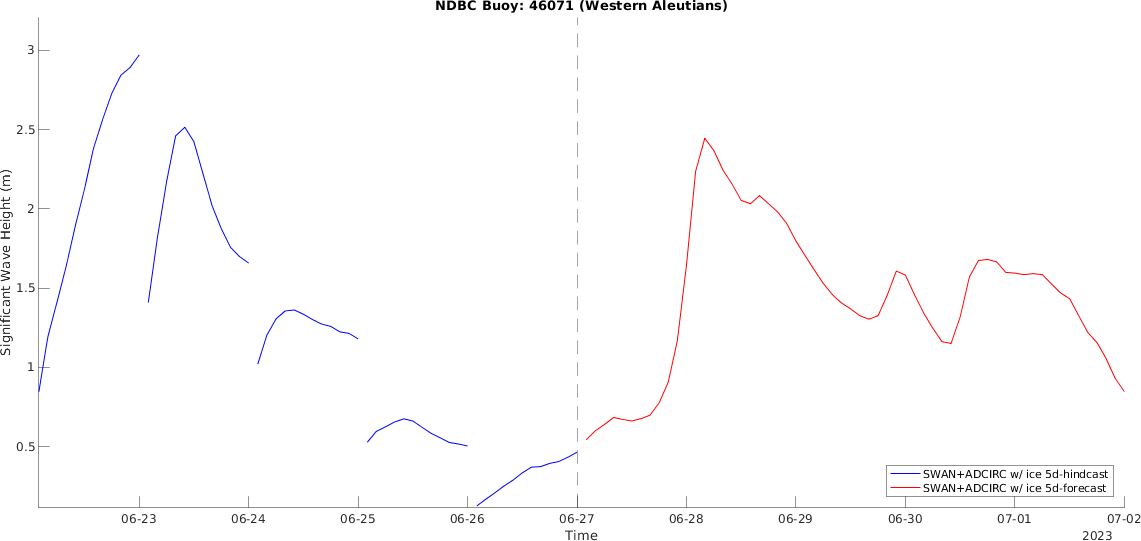 NDBC Buoy: 46071 (Western Aleutians)
Significant Wave Height (m)
3
2.5
2
1.5
1
0.5
SWAN+ADCIRC w/ ice 5d-hindcast
SWAN+ADCIRC w/ ice 5d-forecast
06-23 06-24 06-25 06-26 06-27 06-28 06-29 06-30 07-01 07-02
Time 2023